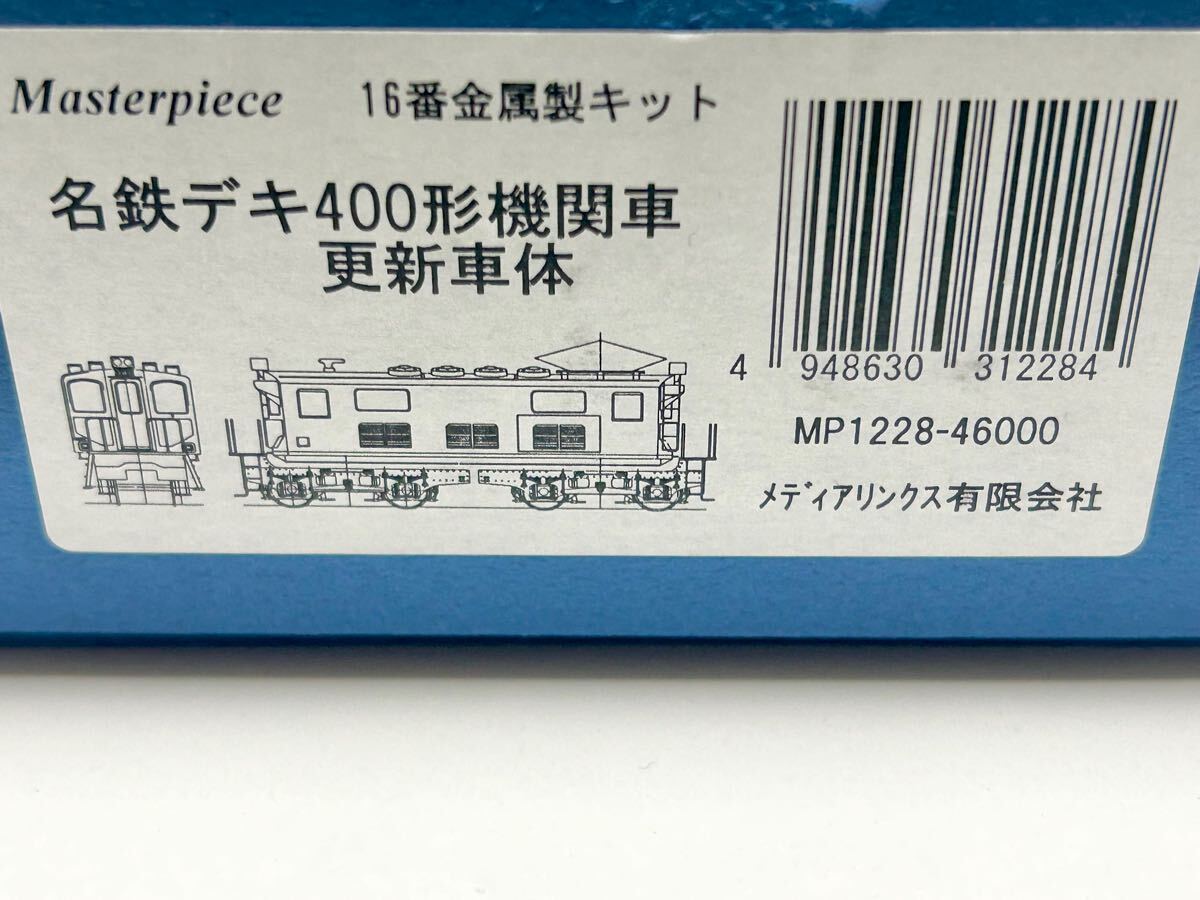 Masterpiece 16番金属製キット
名鉄デキ400形機関車
更新車体
4 948630 312284
MP1228-46000
メディアリンクス有限会社